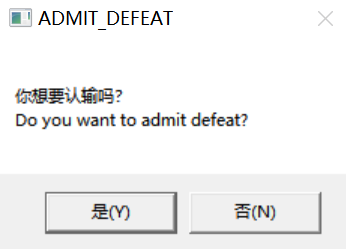 ADMIT_DEFEAT
你想要认输吗?
Do you want to admit defeat?
是(Y)
否(N)